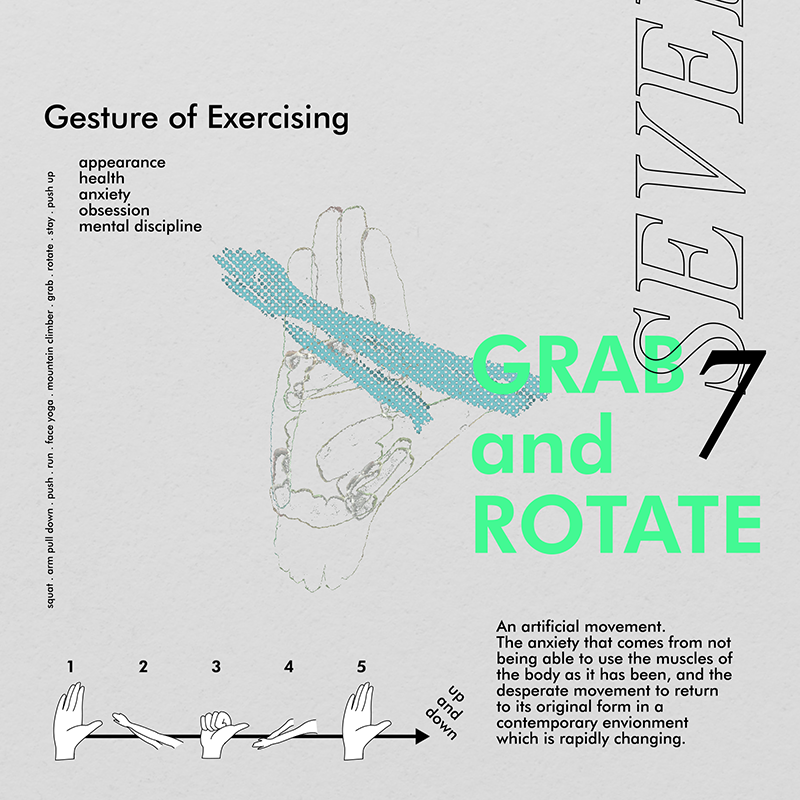 SEVEN
Gesture of Exercising
appearance
health
anxiety
obsession
mental discipline
squat . arm pull down . push . run . face yoga . mountain climber . grab . rotate . stay . push up
GRAB
7
and
ROTATE
An artificial movement.
The anxiety that comes from not
being able to use the muscles of
the body as it has been, and the
desperate movement to return
to its original form in a
contemporary envionment
which is rapidly changing.
1 2 3 4 5
up
and
down